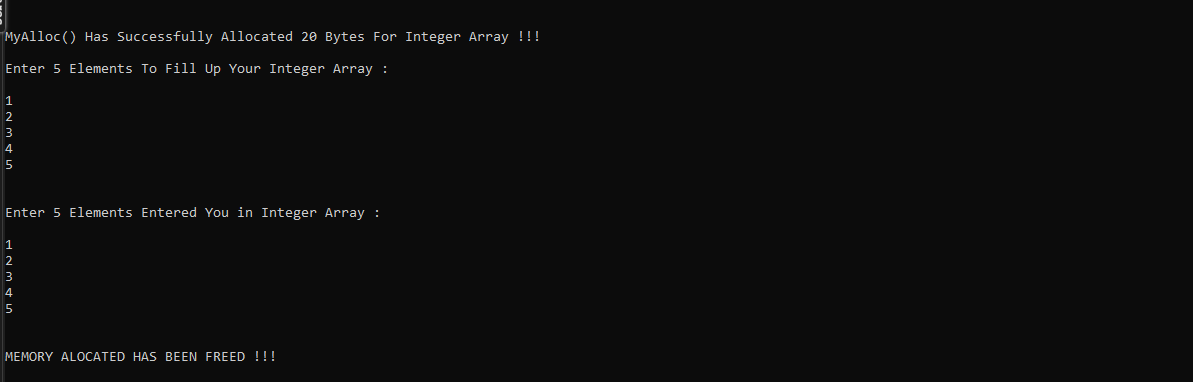 MyAlloc() Has Successfully Allocated 20 Bytes For Integer Array !!!
Enter 5 Elements To Fill Up Your Integer Array :
1
2
3
4
5
Enter 5 Elements Entered You in Integer Array :
1
2
3
4
5
MEMORY ALOCATED HAS BEEN FREED !!!